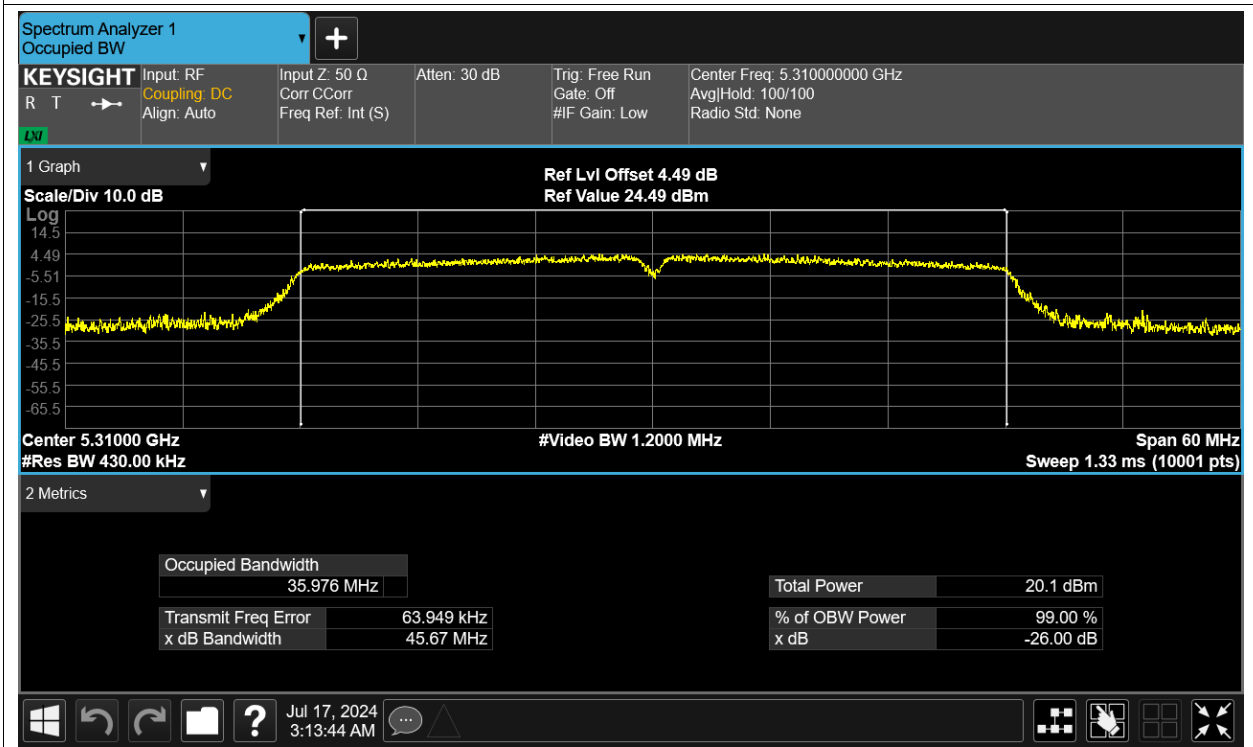 Spectrum Analyzer 1
Occupied BW
KEYSIGHT
R T
LXI
Input: RF
Coupling: DC
Align: Auto
Input Z: 50 Ω
Corr CCorr
Freq Ref: Int (S)
Atten: 30 dB
Trig: Free Run
Gate: Off
#IF Gain: Low
Center Freq: 5.310000000 GHz
Avg|Hold: 100/100
Radio Std: None
1 Graph
Scale/Div 10.0 dB
Ref Lvl Offset 4.49 dB
Ref Value 24.49 dBm
Log
14.5
4.49
-5.51
-15.5
-25.5
-35.5
-45.5
-55.5
-65.5
Center 5.31000 GHz
#Video BW 1.2000 MHz
Span 60 MHz
#Res BW 430.00 kHz
Sweep 1.33 ms (10001 pts)
2 Metrics
Occupied Bandwidth
35.976 MHz
Transmit Freq Error 63.949 kHz
x dB Bandwidth 45.67 MHz
Total Power 20.1 dBm
% of OBW Power 99.00 %
x dB -26.00 dB
?
Jul 17, 2024
3:13:44 AM